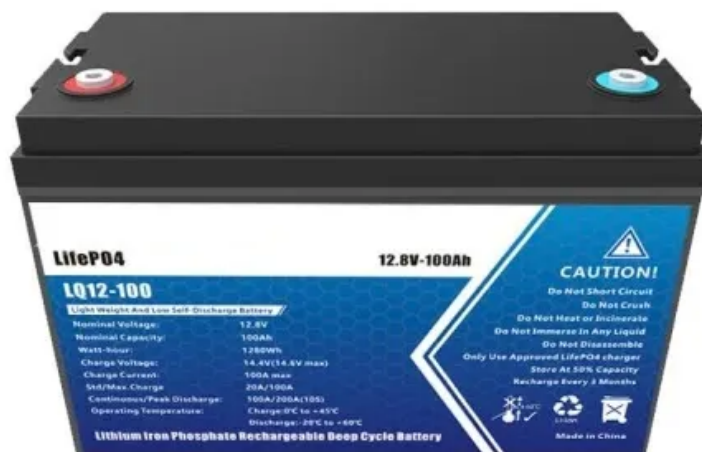 LifePO4
12.8V-100Ah
LQ12-100
Light Weight And Low Self-Discharge Battery
Nominal Voltage: 12.8V
Nominal Capacity: 100Ah
Watt-hour: 1280Wh
Charge Voltage: 14.4V(14.6V max)
Charge Current: 100A max
Std/Max.Charge 20A/100A
Continuous/Peak Discharge: 100A/200A(10S)
Operating Temperature: Charge:0℃ to +45℃
Discharge:-20℃ to +60℃
Lithium Iron Phosphate Rechargeable Deep Cycle Battery
CAUTION!
Do Not Short Circuit
Do Not Crush
Do Not Heat or Incinerate
Do Not Immerse In Any Liquid
Do Not Disassemble
Only Use Approved LifePO4 charger
Store At 50% Capacity
Recharge Every 3 Months
Made in China